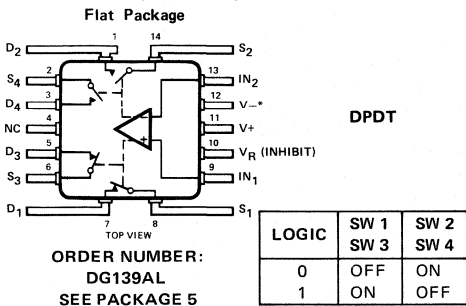 Flat Package
D2 1 14 S2
S4 2 13 IN2
D4 3 12 V–*
NC 4 11 V+
D3 5 10 VR (INHIBIT)
S3 6 9 IN1
D1 7 8 S1
– +
TOP VIEW
ORDER NUMBER:
DG139AL
SEE PACKAGE 5
DPDT
LOGIC SW 1 SW 2
SW 3 SW 4
0 OFF ON
1 ON OFF